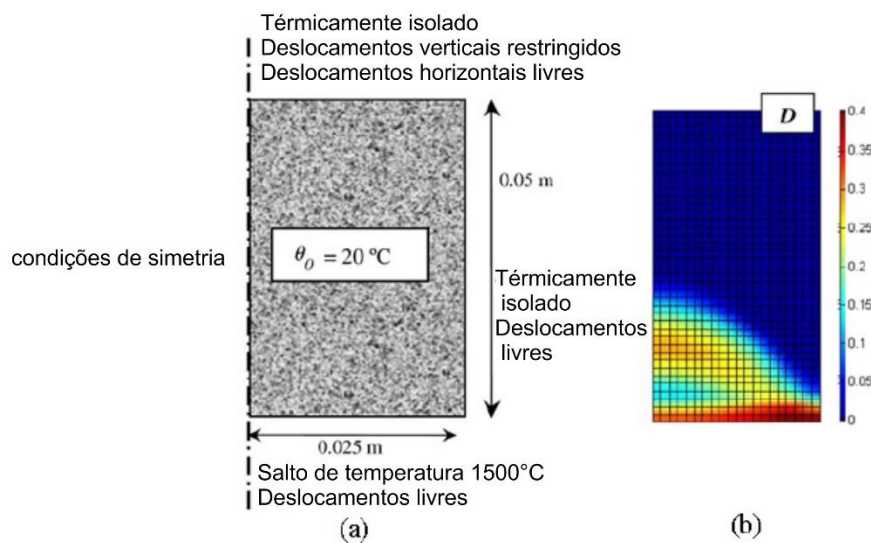 Térmicamente isolado
Deslocamentos verticais restringidos
Deslocamentos horizontais livres
D
0.4
0.35
0.3
0.25
0.2
0.15
0.1
0.05
0
0.05 m
condições de simetria
θ₀ = 20 ºC
Térmicamente
isolado
Deslocamentos
livres
0.025 m
Salto de temperatura 1500°C
Deslocamentos livres
(a)
(b)